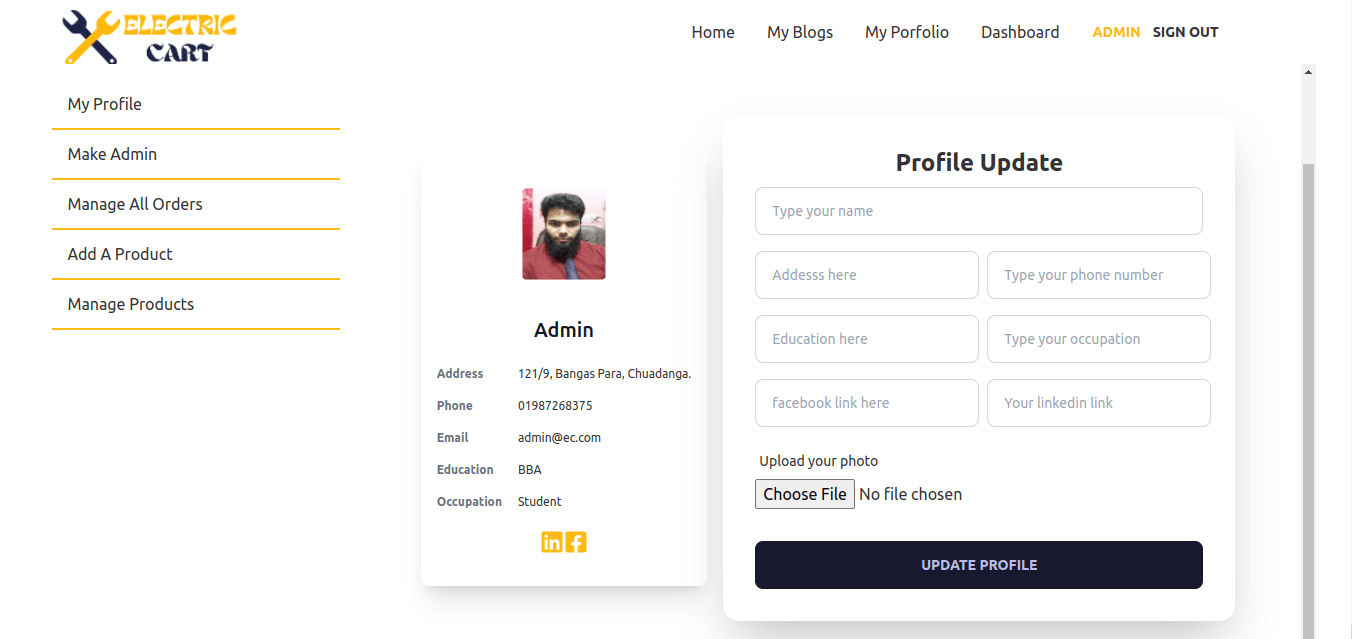 ELECTRIC
CART
Home My Blogs My Porfolio Dashboard ADMIN SIGN OUT
My Profile
Make Admin
Manage All Orders
Add A Product
Manage Products
Admin
Address 121/9, Bangas Para, Chuadanga.
Phone 01987268375
Email admin@ec.com
Education BBA
Occupation Student
in f
Profile Update
Type your name
Addesss here Type your phone number
Education here Type your occupation
facebook link here Your linkedin link
Upload your photo
Choose File No file chosen
UPDATE PROFILE